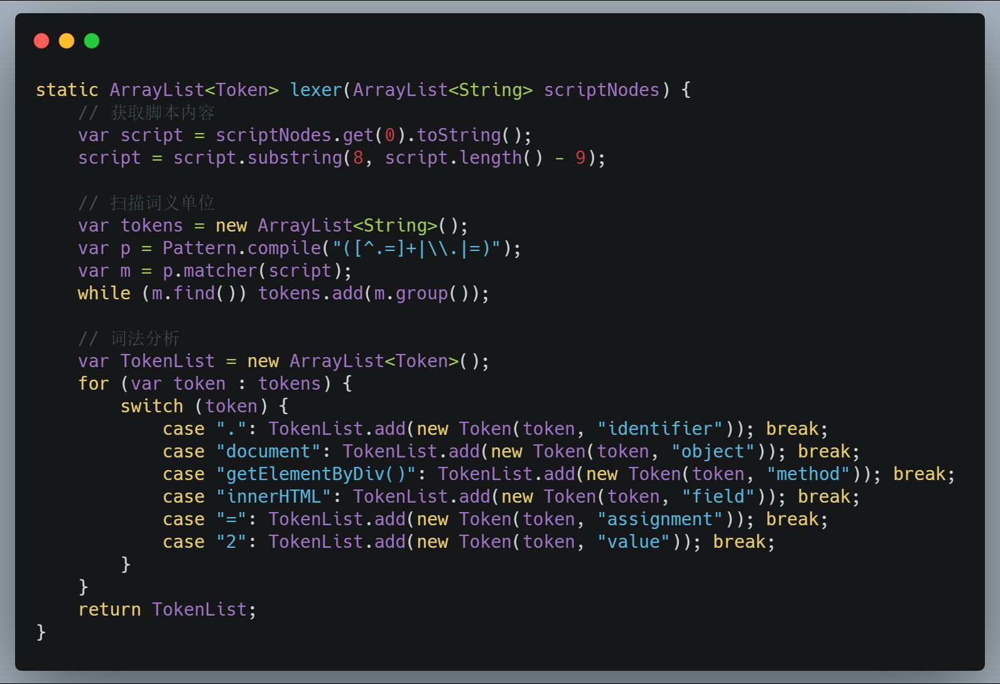 static ArrayList<Token> lexer(ArrayList<String> scriptNodes) {
    // 获取脚本内容
    var script = scriptNodes.get(0).toString();
    script = script.substring(8, script.length() - 9);

    // 扫描词义单位
    var tokens = new ArrayList<String>();
    var p = Pattern.compile("([^.=]+|\\.|=)");
    var m = p.matcher(script);
    while (m.find()) tokens.add(m.group());

    // 词法分析
    var TokenList = new ArrayList<Token>();
    for (var token : tokens) {
        switch (token) {
            case ".": TokenList.add(new Token(token, "identifier")); break;
            case "document": TokenList.add(new Token(token, "object")); break;
            case "getElementByDiv()": TokenList.add(new Token(token, "method")); break;
            case "innerHTML": TokenList.add(new Token(token, "field")); break;
            case "=": TokenList.add(new Token(token, "assignment")); break;
            case "2": TokenList.add(new Token(token, "value")); break;
        }
    }
    return TokenList;
}